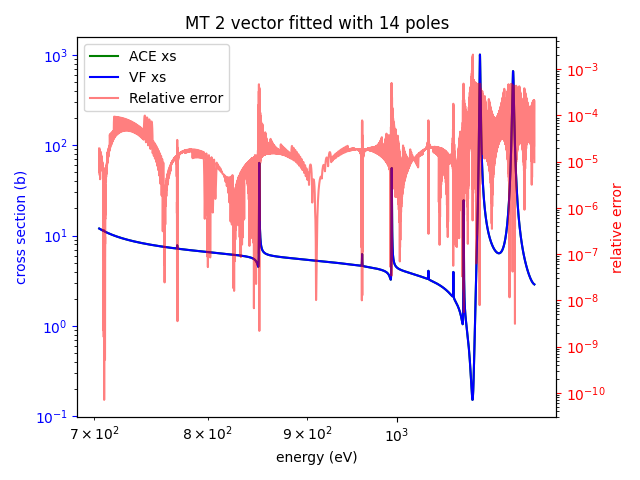 MT 2 vector fitted with 14 poles
ACE xs
VF xs
Relative error
cross section (b)
10³
10²
10¹
10⁰
10⁻¹
10⁻³
10⁻⁴
10⁻⁵
10⁻⁶
10⁻⁷
10⁻⁸
10⁻⁹
10⁻¹⁰
relative error
7 × 10² 8 × 10² 9 × 10² 10³
energy (eV)